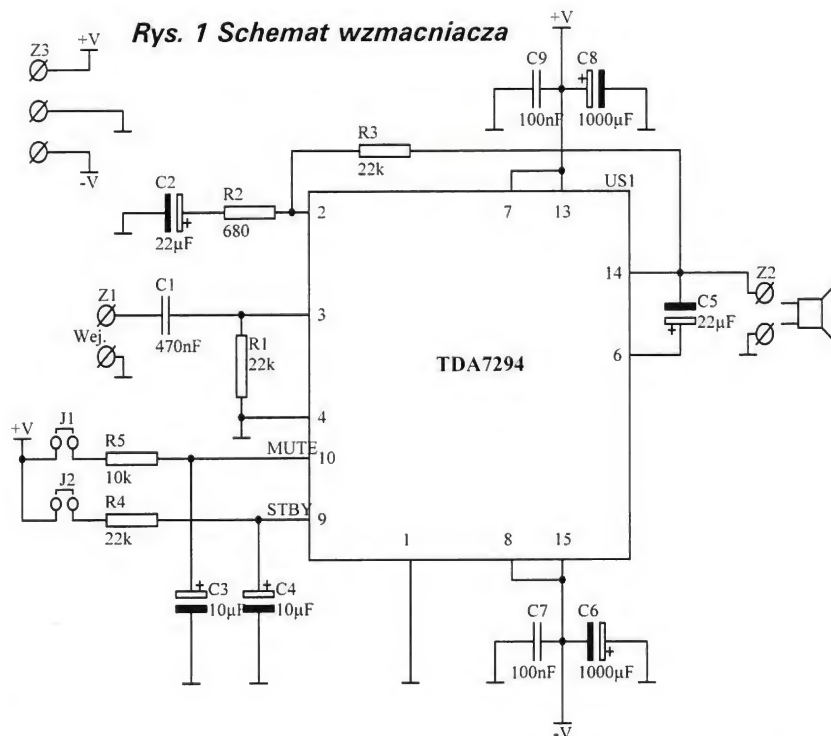 Rys. 1 Schemat wzmacniacza
Z3
+V
-V
+V
C9
100nF
C8
+
1000µF
R3
22k
US1
C2
+
22µF
R2
680
2
7
13
Z1
C1
470nF
Wej.
3
R1
22k
4
TDA7294
14
6
Z2
C5
+
22µF
+V
J1
R5
10k
MUTE
10
J2
R4
22k
STBY
9
1
8
15
+
C3
10µF
+
C4
10µF
C7
100nF
C6
+
1000µF
-V